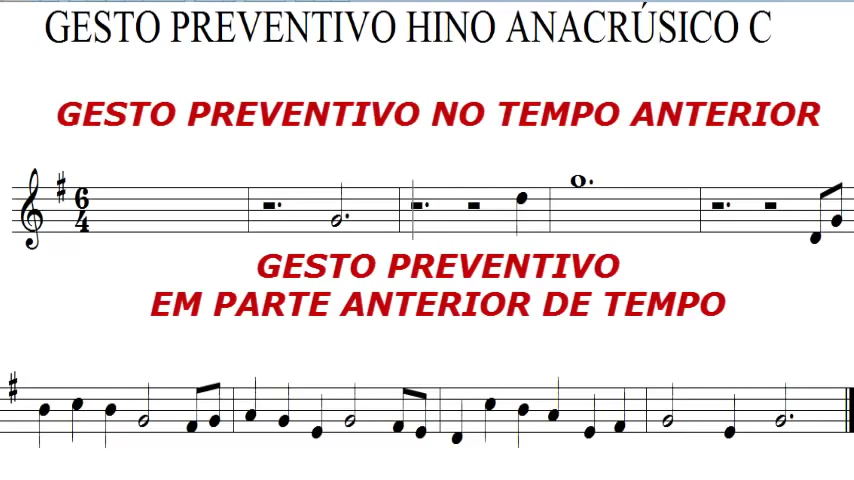 GESTO PREVENTIVO HINO ANACRÚSICO C
GESTO PREVENTIVO NO TEMPO ANTERIOR
6
4
GESTO PREVENTIVO
EM PARTE ANTERIOR DE TEMPO